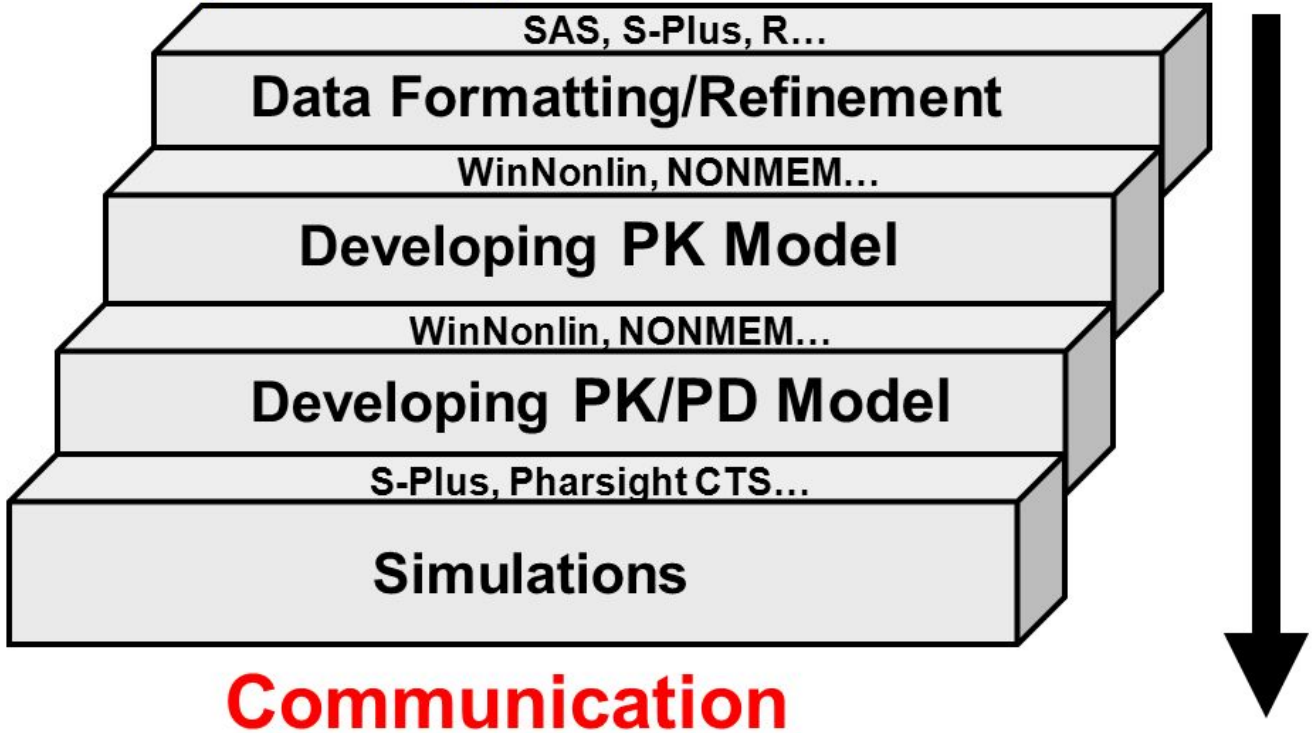 SAS, S-Plus, R…
Data Formatting/Refinement
WinNonlin, NONMEM…
Developing PK Model
WinNonlin, NONMEM…
Developing PK/PD Model
S-Plus, Pharsight CTS…
Simulations
Communication